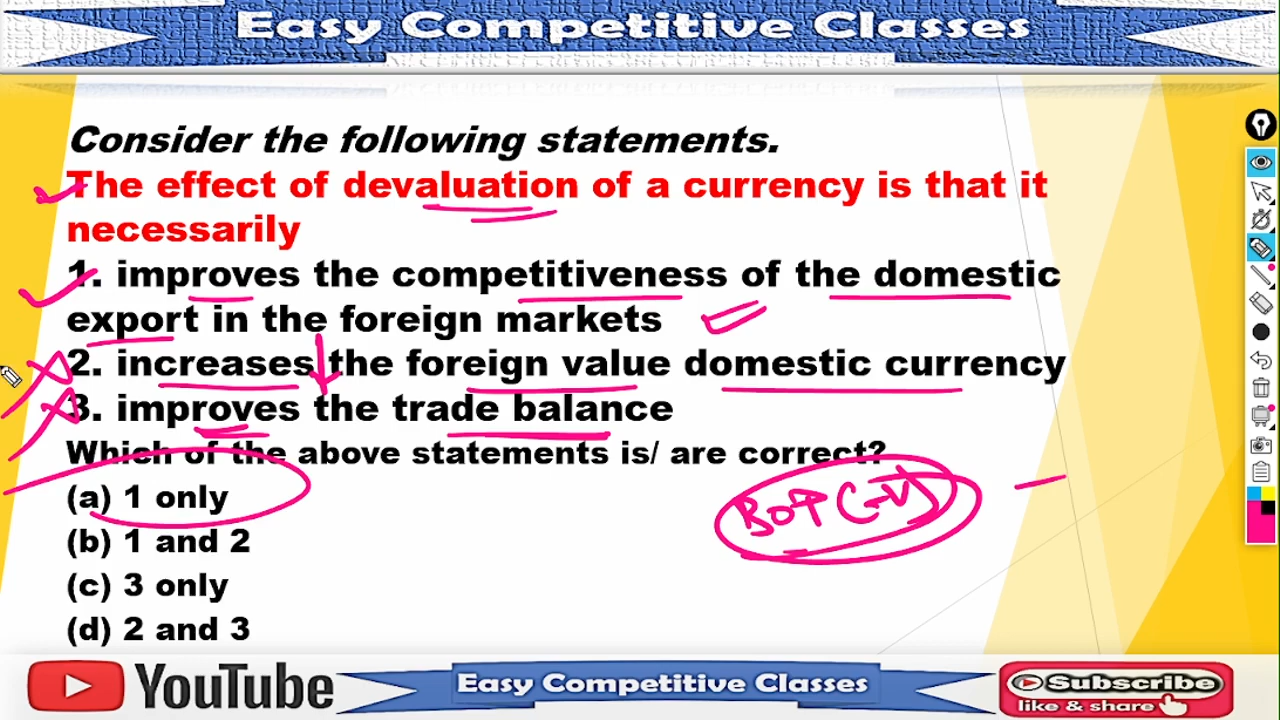 Easy Competitive Classes
Consider the following statements.
The effect of devaluation of a currency is that it
necessarily
1. improves the competitiveness of the domestic
export in the foreign markets
2. increases the foreign value domestic currency
3. improves the trade balance
Which of the above statements is/ are correct?
(a) 1 only
BOP (-v)
(b) 1 and 2
(c) 3 only
(d) 2 and 3
YouTube
Easy Competitive Classes
Subscribe
like & share